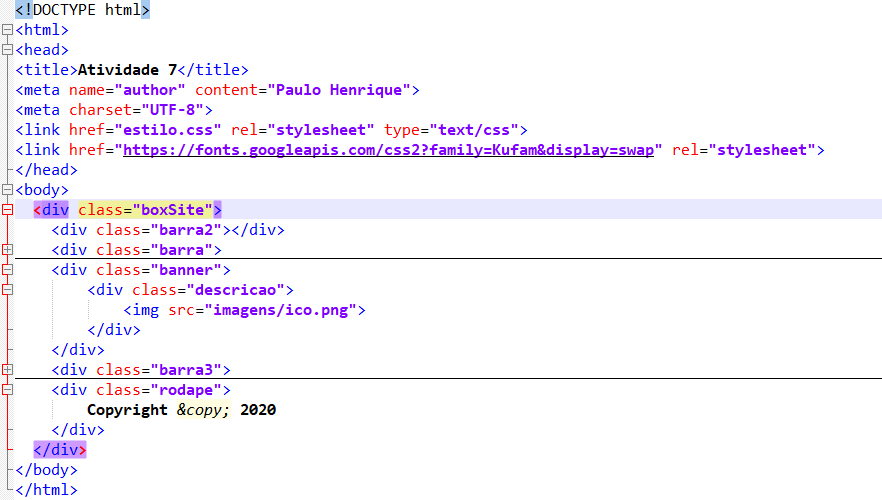 <!DOCTYPE html>
<html>
<head>
<title>Atividade 7</title>
<meta name="author" content="Paulo Henrique">
<meta charset="UTF-8">
<link href="estilo.css" rel="stylesheet" type="text/css">
<link href="https://fonts.googleapis.com/css2?family=Kufam&display=swap" rel="stylesheet">
</head>
<body>
<div class="boxSite">
<div class="barra2"></div>
<div class="barra">
<div class="banner">
<div class="descricao">
<img src="imagens/ico.png">
</div>
</div>
<div class="barra3">
<div class="rodape">
Copyright &copy; 2020
</div>
</div>
</body>
</html>